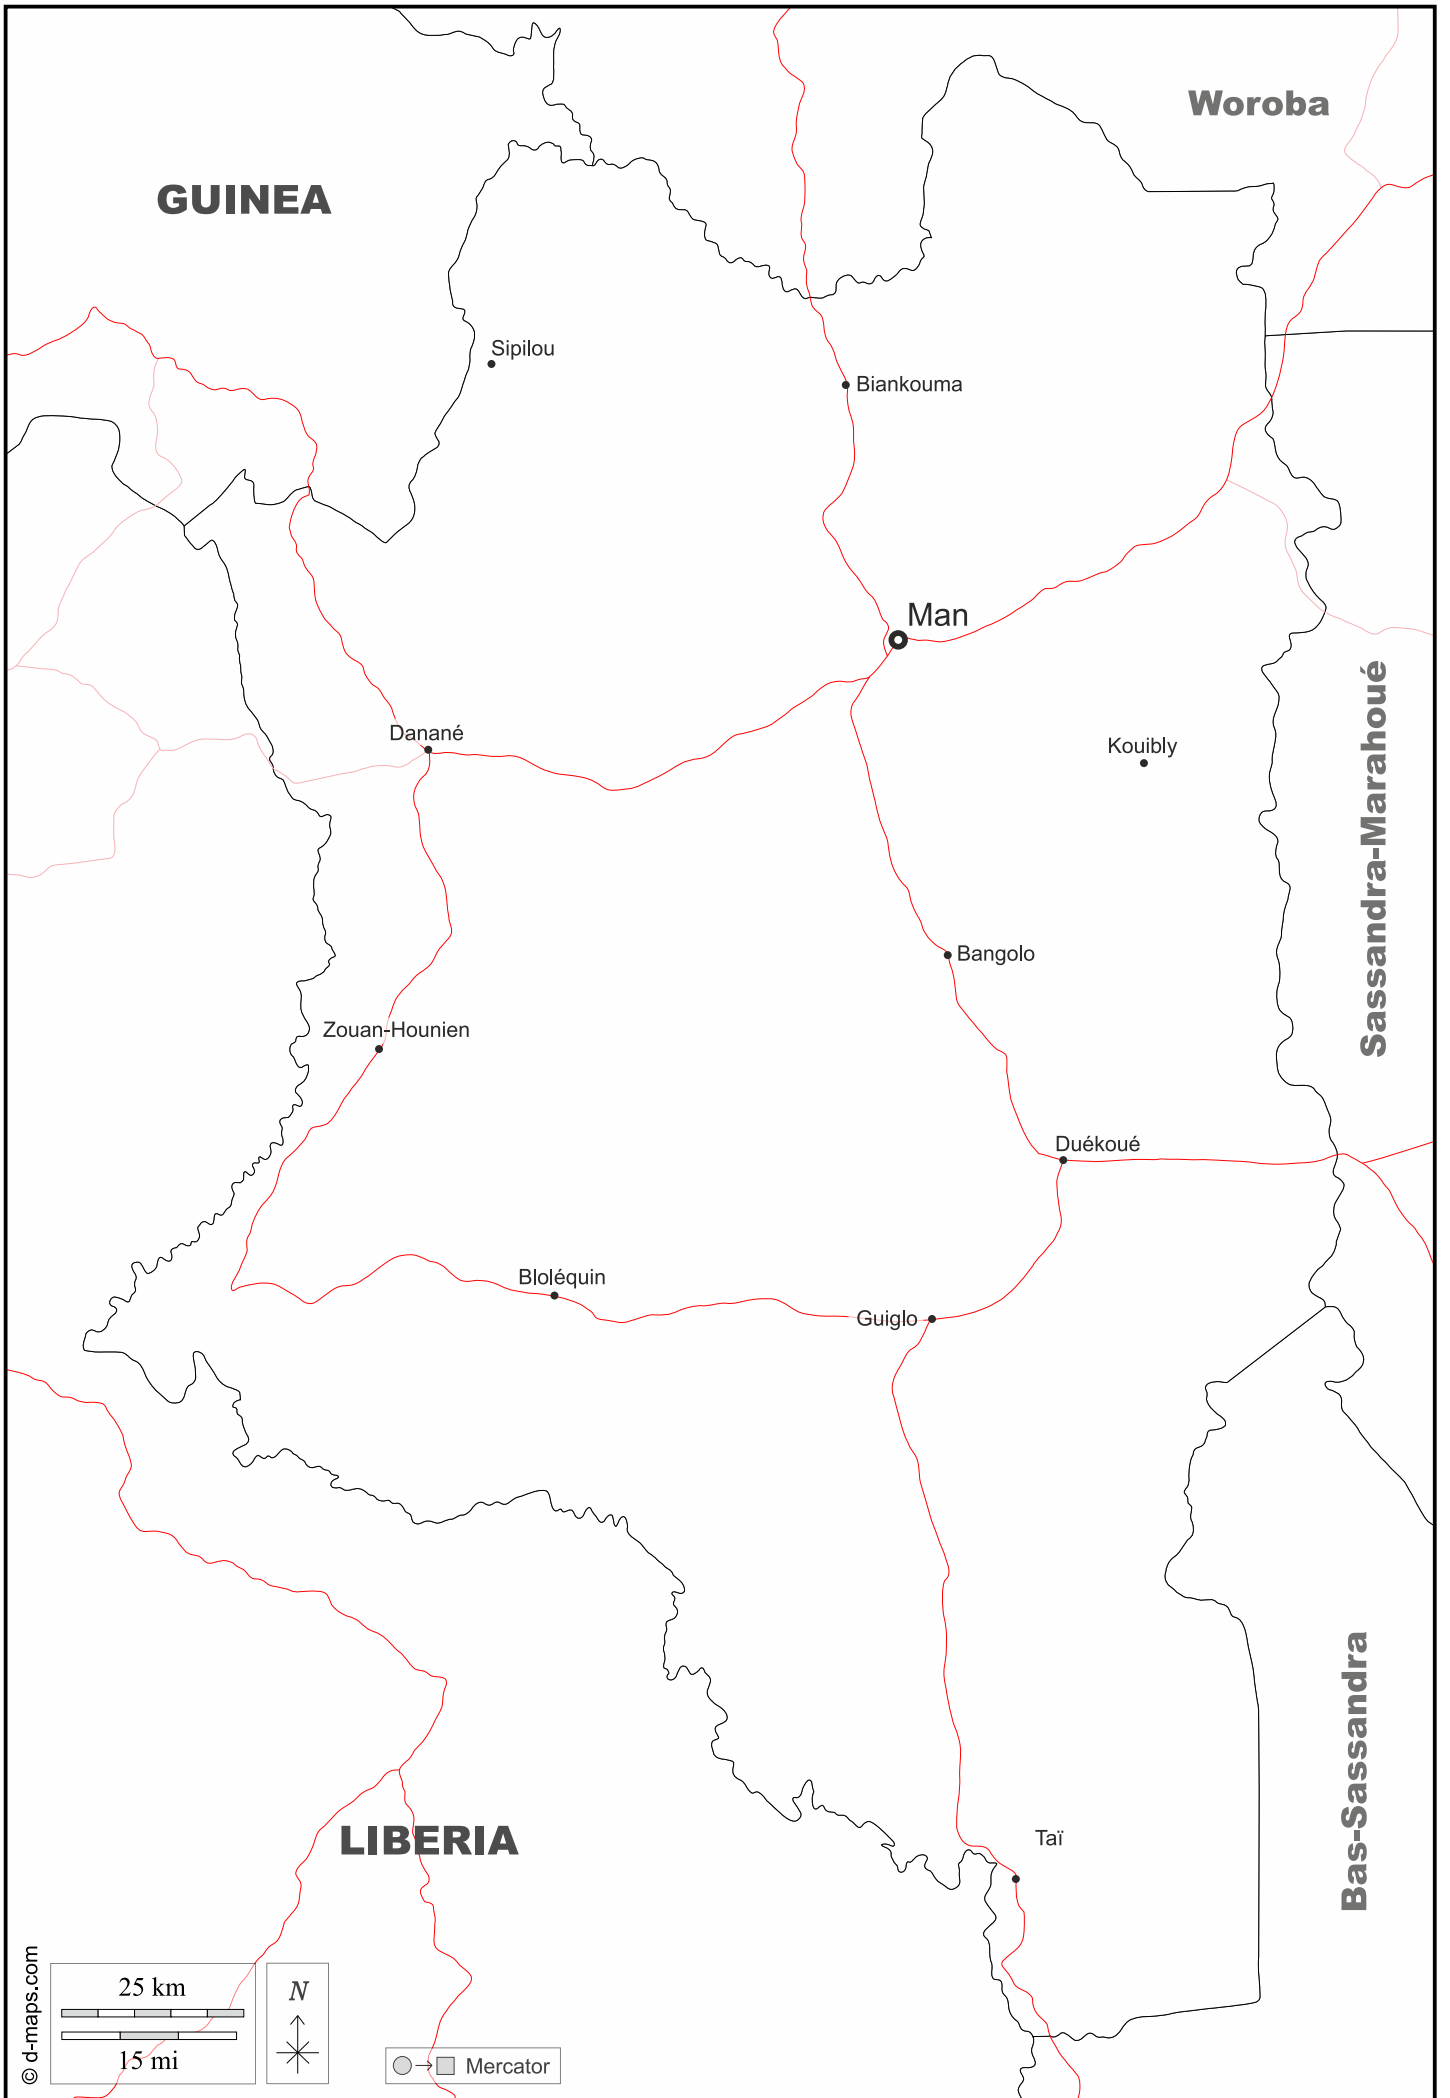 Woroba
GUINEA
Sipilou
Biankouma
Man
Danané
Kouibly
Sassandra-Marahoué
Bangolo
Zouan-Hounien
Duékoué
Bloléquin
Guiglo
Bas-Sassandra
Taï
LIBERIA
© d-maps.com
25 km
15 mi
N
Mercator